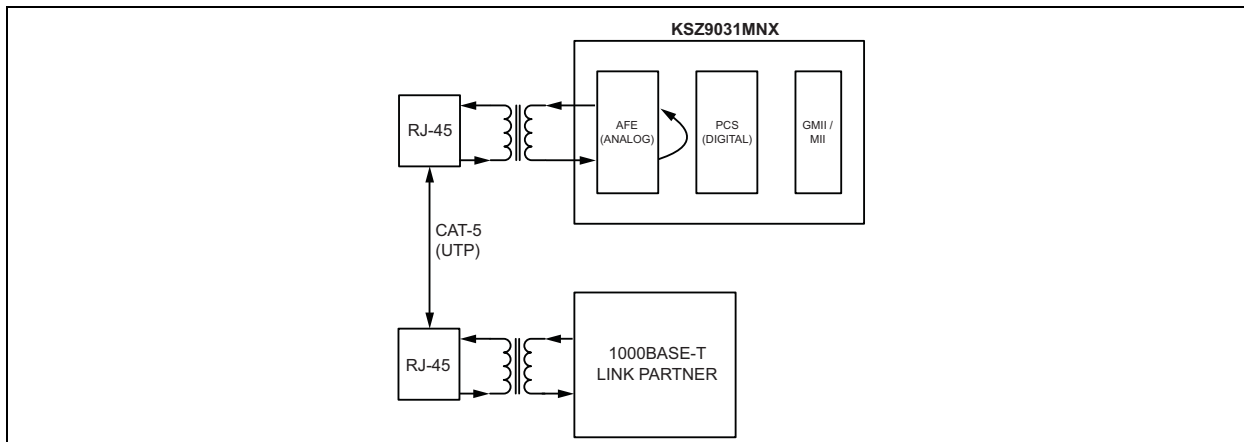 KSZ9031MNX
RJ-45
AFE
(ANALOG)
PCS
(DIGITAL)
GMII /
MII
CAT-5
(UTP)
RJ-45
1000BASE-T
LINK PARTNER